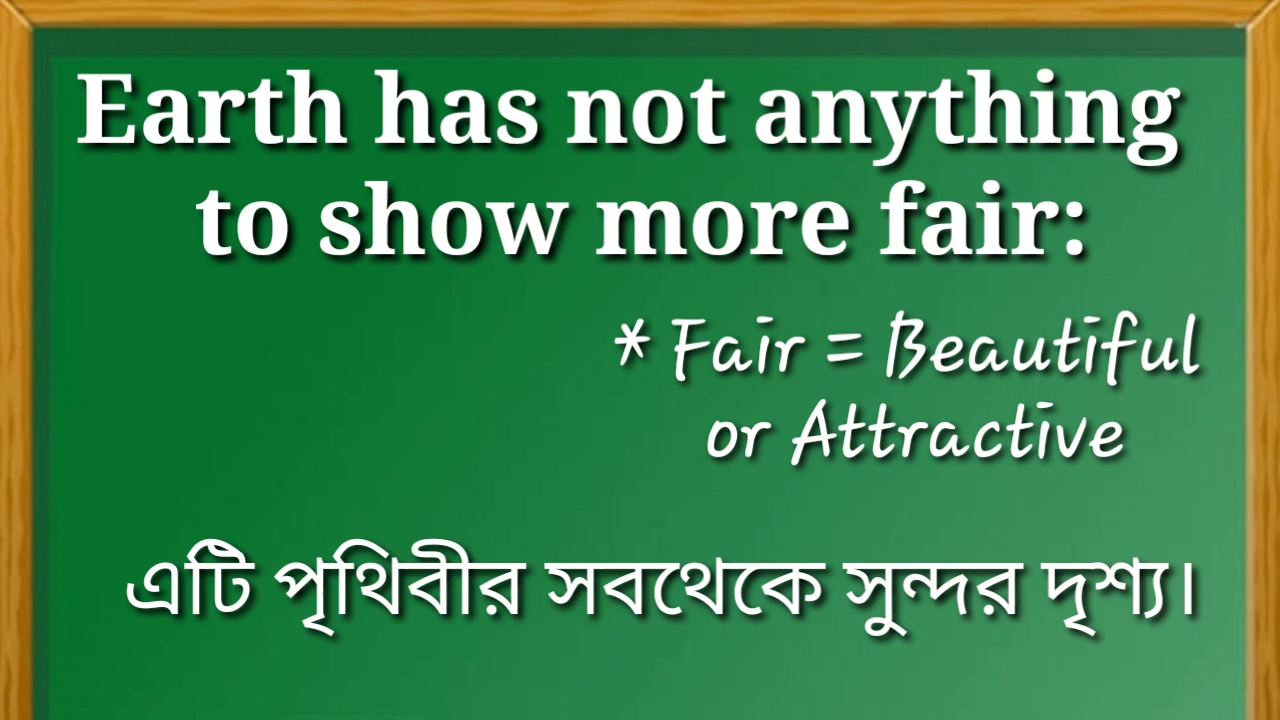 Earth has not anything
to show more fair:
* Fair = Beautiful
or Attractive
এটি পৃথিবীর সবথেকে সুন্দর দৃশ্য।